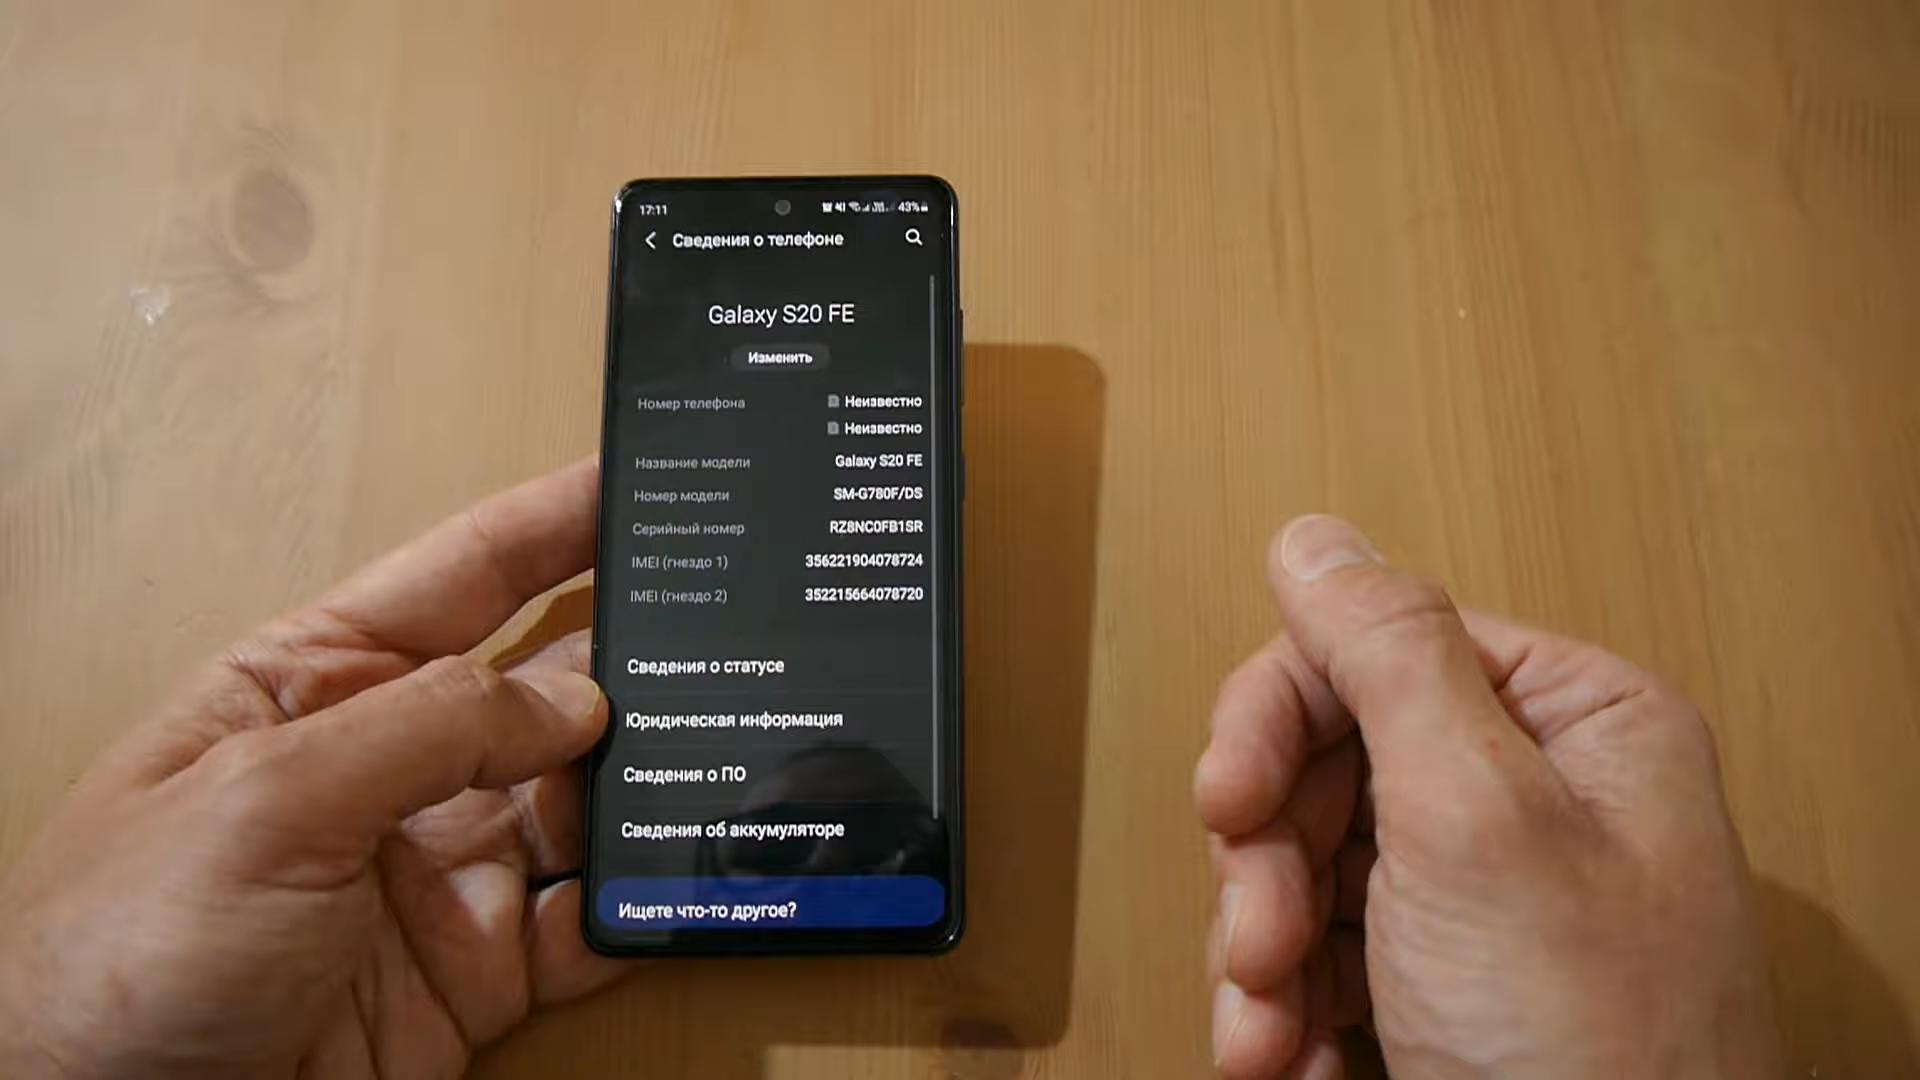 17:11
43%
Сведения о телефоне
Galaxy S20 FE
Изменить
Номер телефона Неизвестно
Неизвестно
Название модели Galaxy S20 FE
Номер модели SM-G780F/DS
Серийный номер RZ8NC0FB1SR
IMEI (гнездо 1) 356221904078724
IMEI (гнездо 2) 352215664078720
Сведения о статусе
Юридическая информация
Сведения о ПО
Сведения об аккумуляторе
Ищете что-то другое?